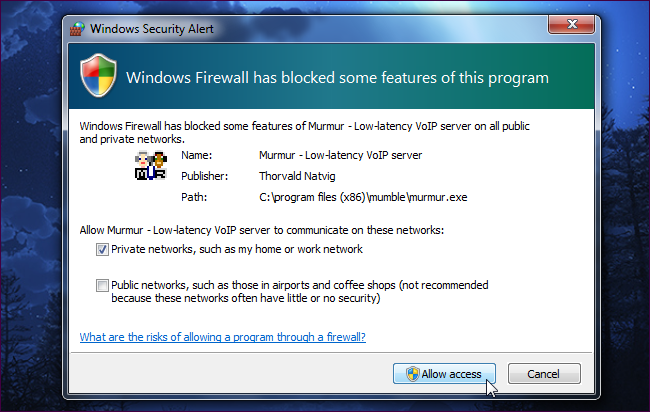 Windows Security Alert
Windows Firewall has blocked some features of this program
Windows Firewall has blocked some features of Murmur - Low-latency VoIP server on all public
and private networks.
Name: Murmur - Low-latency VoIP server
Publisher: Thorvald Natvig
Path: C:\program files (x86)\mumble\murmur.exe
Allow Murmur - Low-latency VoIP server to communicate on these networks:
Private networks, such as my home or work network
Public networks, such as those in airports and coffee shops (not recommended
because these networks often have little or no security)
What are the risks of allowing a program through a firewall?
Allow access Cancel